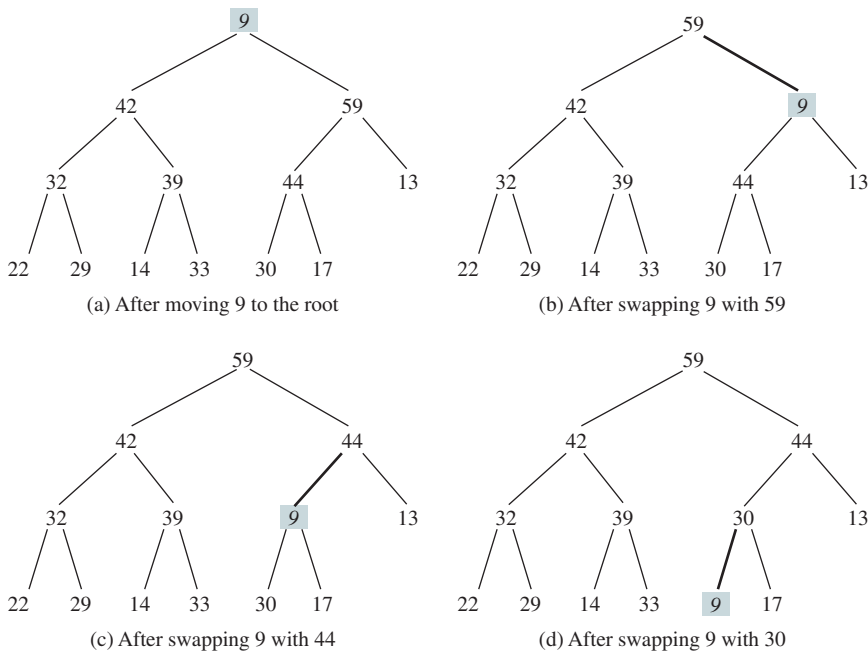 9 59
42 59 42 9
32 39 44 13 32 39 44 13
22 29 14 33 30 17 22 29 14 33 30 17
(a) After moving 9 to the root (b) After swapping 9 with 59
59 59
42 44 42 44
32 39 9 13 32 39 30 13
22 29 14 33 30 17 22 29 14 33 9 17
(c) After swapping 9 with 44 (d) After swapping 9 with 30